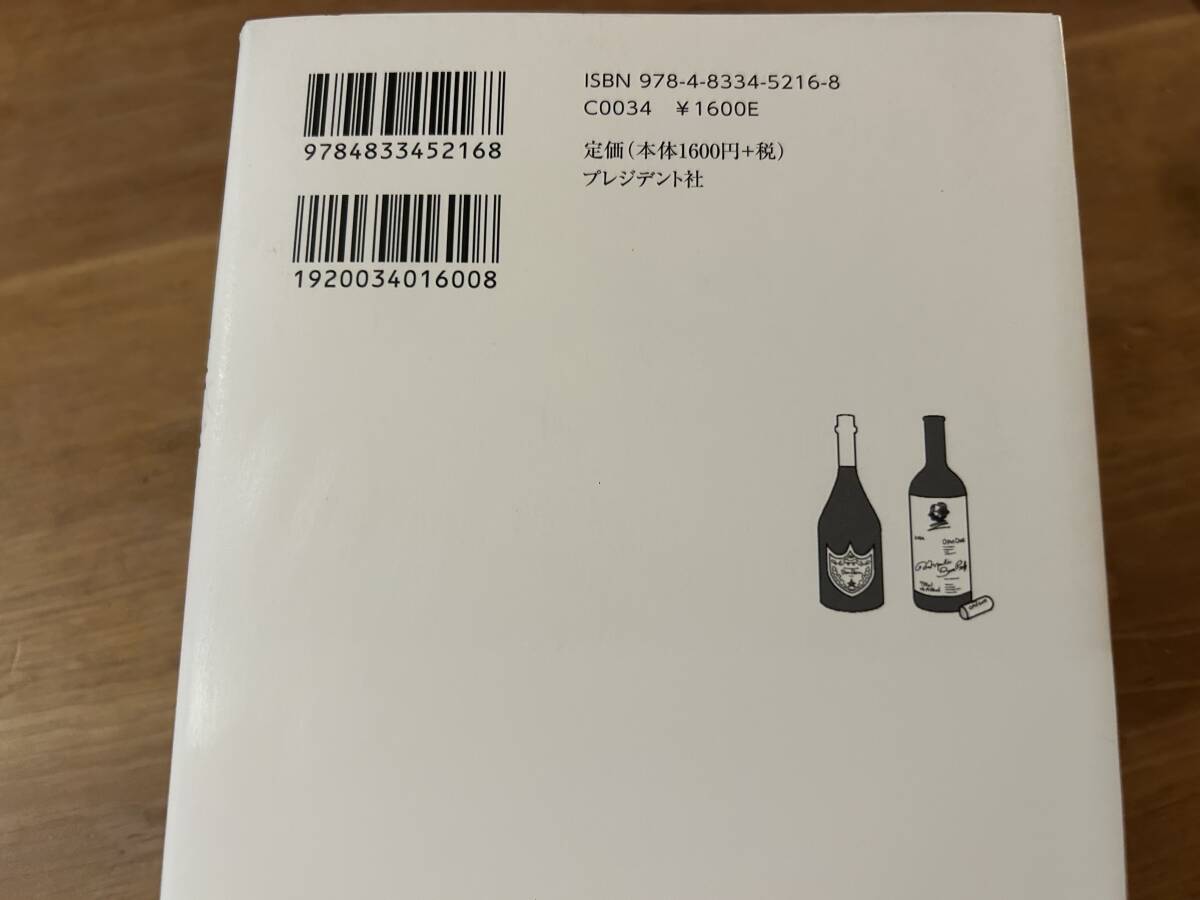 9784833452168
1920034016008
ISBN 978-4-8334-5216-8
C0034 ¥1600E
定価(本体1600円+税)
プレジデント社